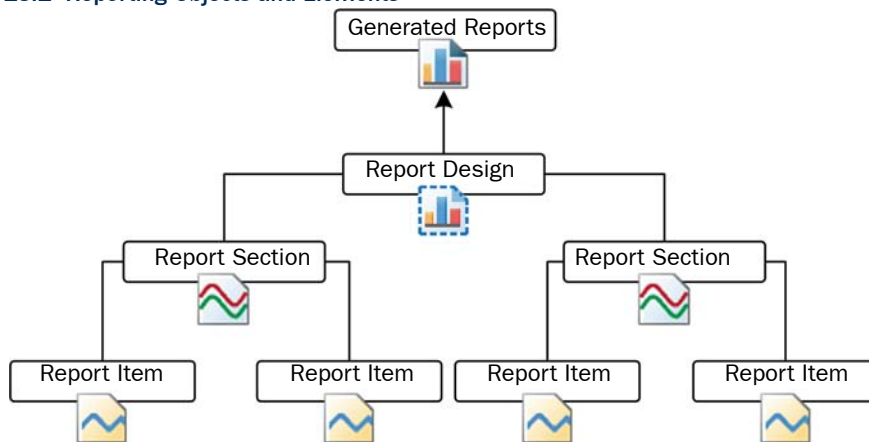 Generated Reports
Report Design
Report Section
Report Section
Report Item
Report Item
Report Item
Report Item